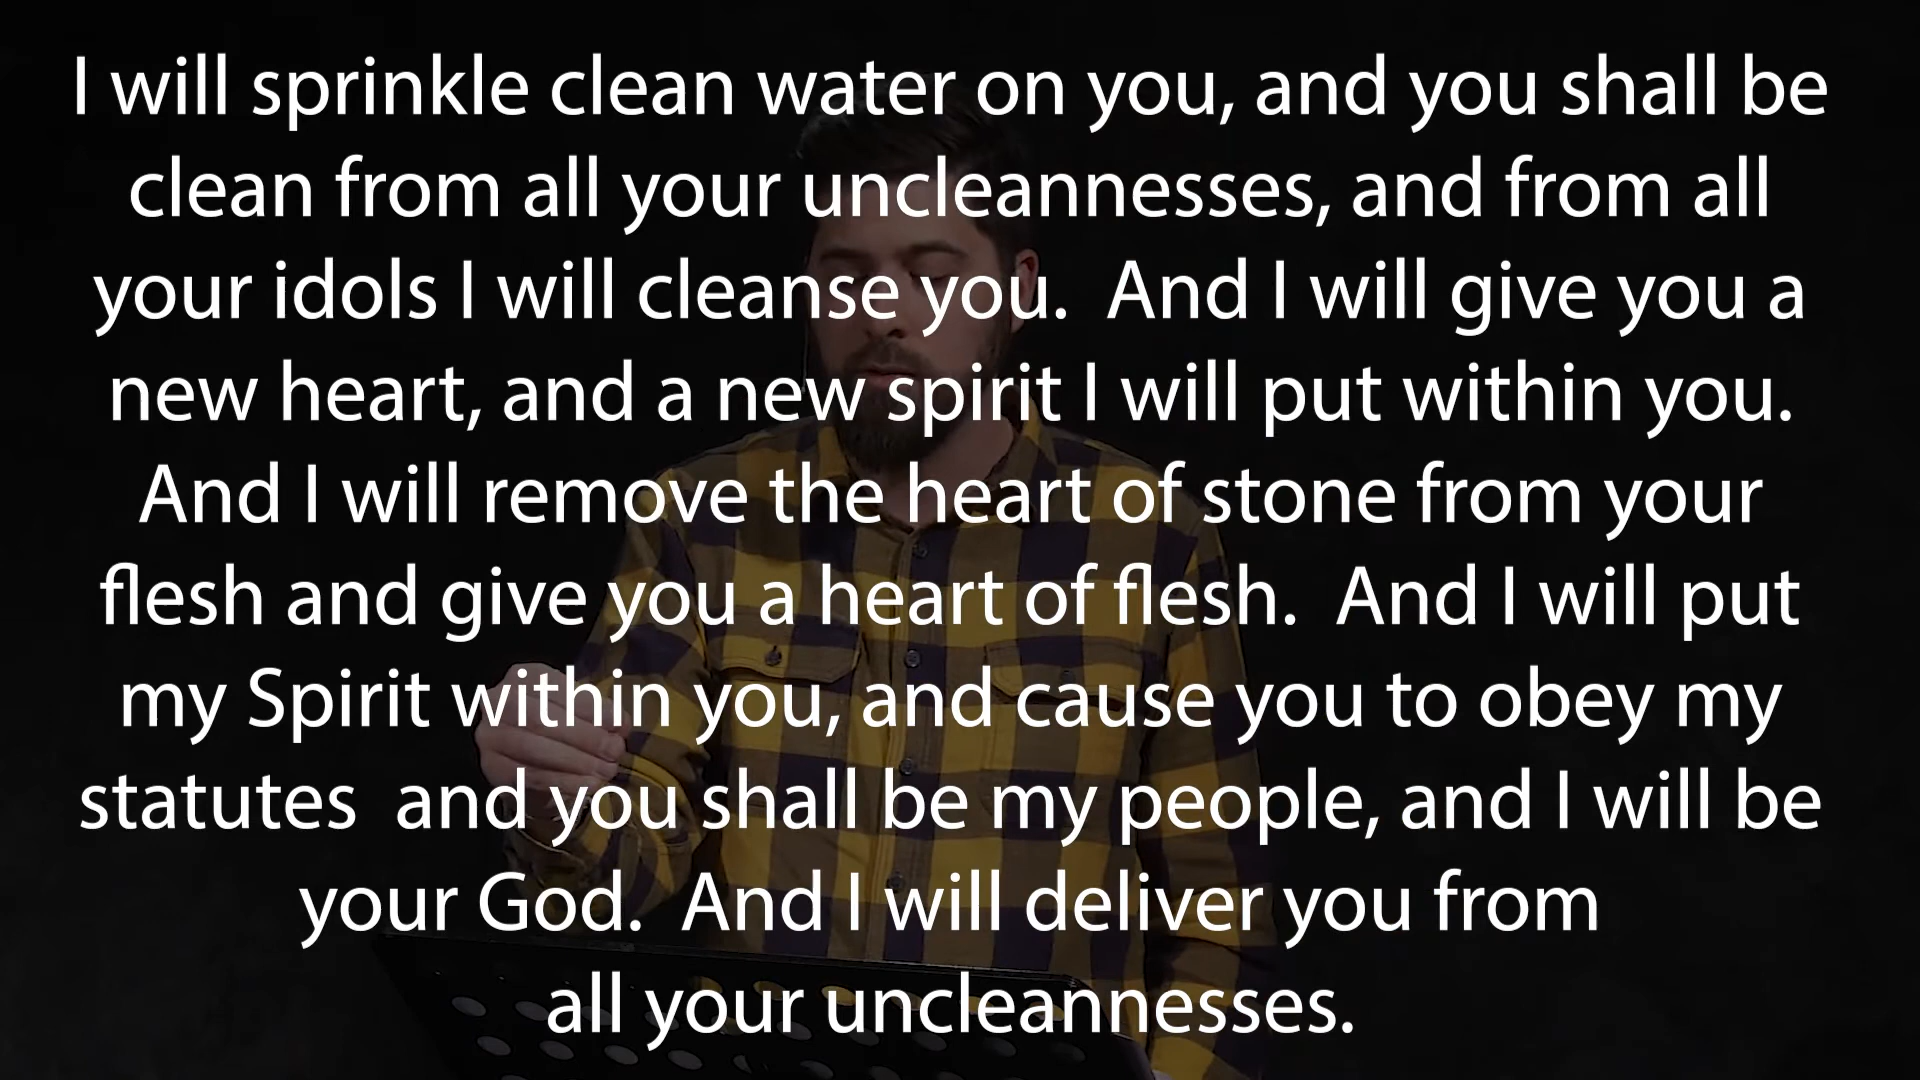 I will sprinkle clean water on you, and you shall be
clean from all your uncleannesses, and from all
your idols I will cleanse you.  And I will give you a
new heart, and a new spirit I will put within you.
And I will remove the heart of stone from your
flesh and give you a heart of flesh.  And I will put
my Spirit within you, and cause you to obey my
statutes  and you shall be my people, and I will be
your God.  And I will deliver you from
all your uncleannesses.